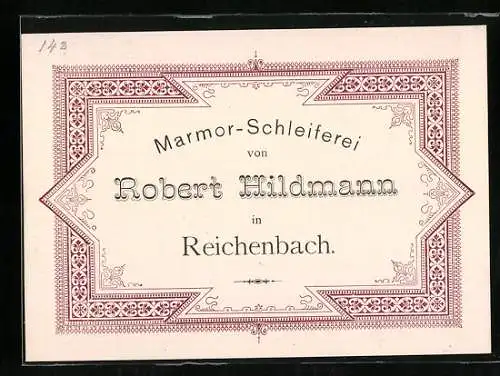 142
Marmor-Schleiferei
von
Robert Hildmann
in
Reichenbach.